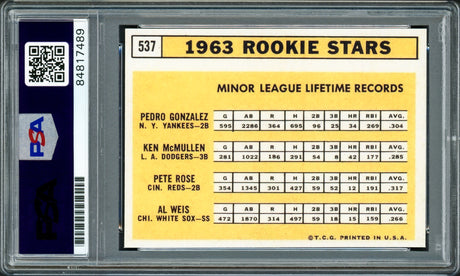 84817489
PSA
537
1963 ROOKIE STARS
MINOR LEAGUE LIFETIME RECORDS
G AB R H 2B 3B HR RBI AVG.
PEDRO GONZALEZ
N. Y. YANKEES—2B
595 2286 364 695 96 25 34 269 .304
G AB R H 2B 3B HR RBI AVG.
KEN McMULLEN
L. A. DODGERS—3B
281 1022 186 291 54 8 42 177 .285
G AB R H 2B 3B HR RBI AVG.
PETE ROSE
CIN. REDS—2B
354 1345 301 427 59 52 12 191 .317
G AB R H 2B 3B HR RBI AVG.
AL WEIS
CHI. WHITE SOX—SS
472 1870 314 497 59 12 15 159 .266
© T.C.G. PRINTED IN U.S.A.